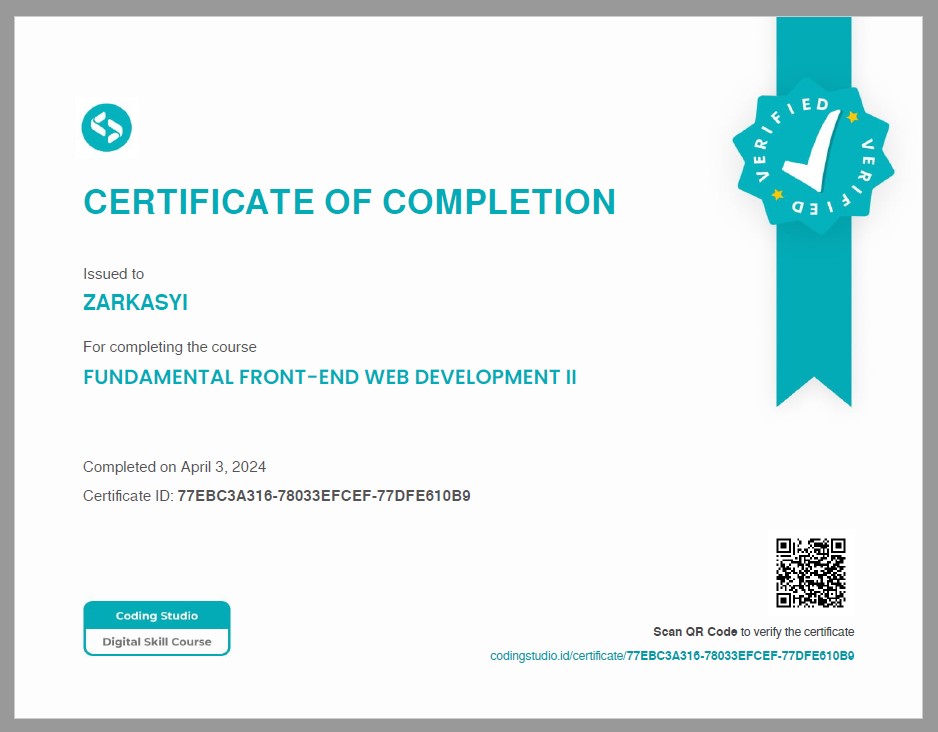 VERIFIED VERIFIED VERIFIED
CERTIFICATE OF COMPLETION
Issued to
ZARKASYI
For completing the course
FUNDAMENTAL FRONT-END WEB DEVELOPMENT II
Completed on April 3, 2024
Certificate ID: 77EBC3A316-78033EFCEF-77DFE610B9
Coding Studio
Digital Skill Course
Scan QR Code to verify the certificate
codingstudio.id/certificate/77EBC3A316-78033EFCEF-77DFE610B9